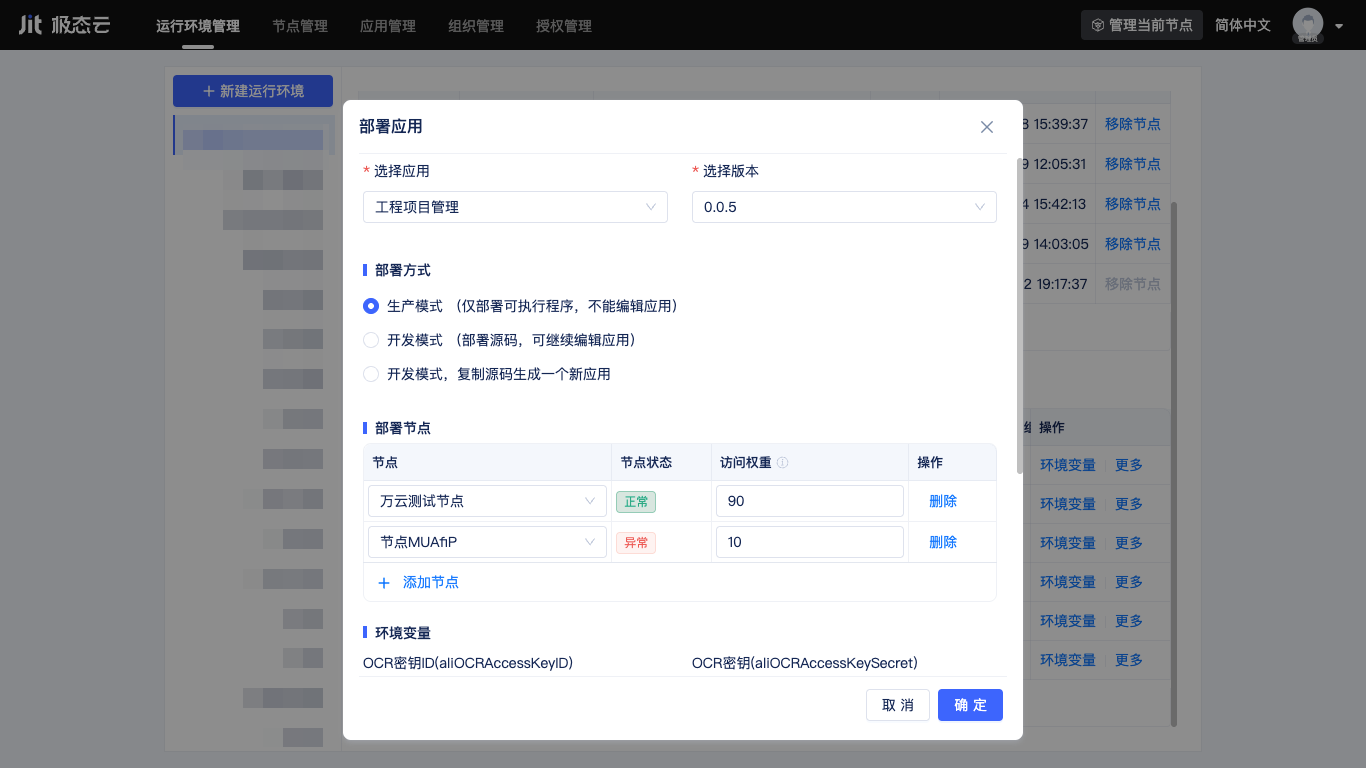 Jit 极态云 运行环境管理 节点管理 应用管理 组织管理 授权管理 管理当前节点 简体中文
+ 新建运行环境
部署应用
8 15:39:37 移除节点
9 12:05:31 移除节点
4 15:42:13 移除节点
9 14:03:05 移除节点
2 19:17:37 移除节点
* 选择应用 * 选择版本
工程项目管理 0.0.5
部署方式
生产模式 （仅部署可执行程序，不能编辑应用）
开发模式 （部署源码，可继续编辑应用）
开发模式，复制源码生成一个新应用
部署节点
操作
节点 节点状态 访问权重 操作
环境变量 更多
万云测试节点 正常 90 删除
环境变量 更多
节点MUAfiP 异常 10 删除
环境变量 更多
+ 添加节点
环境变量 更多
环境变量 更多
环境变量
环境变量 更多
OCR密钥ID(aliOCRAccessKeyID) OCR密钥(aliOCRAccessKeySecret)
取 消 确 定